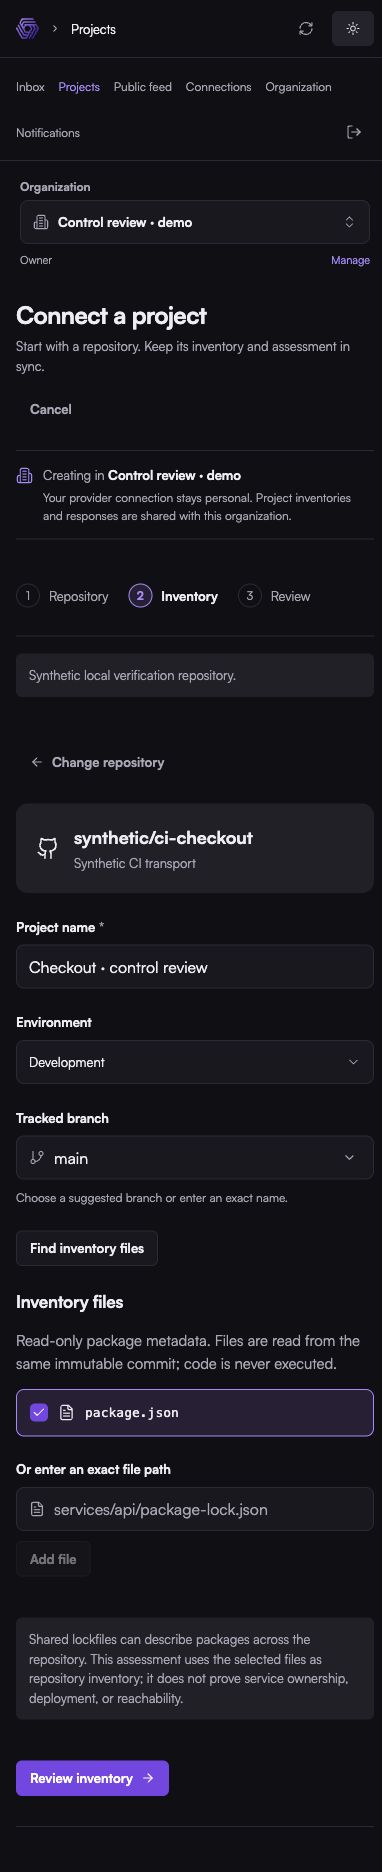 Projects
Inbox Projects Public feed Connections Organization
Notifications
Organization
Control review · demo
Owner Manage
Connect a project
Start with a repository. Keep its inventory and assessment in
sync.
Cancel
Creating in Control review · demo
Your provider connection stays personal. Project inventories
and responses are shared with this organization.
1 Repository 2 Inventory 3 Review
Synthetic local verification repository.
Change repository
synthetic/ci-checkout
Synthetic CI transport
Project name *
Checkout · control review
Environment
Development
Tracked branch
main
Choose a suggested branch or enter an exact name.
Find inventory files
Inventory files
Read-only package metadata. Files are read from the
same immutable commit; code is never executed.
package.json
Or enter an exact file path
services/api/package-lock.json
Add file
Shared lockfiles can describe packages across the
repository. This assessment uses the selected files as
repository inventory; it does not prove service ownership,
deployment, or reachability.
Review inventory